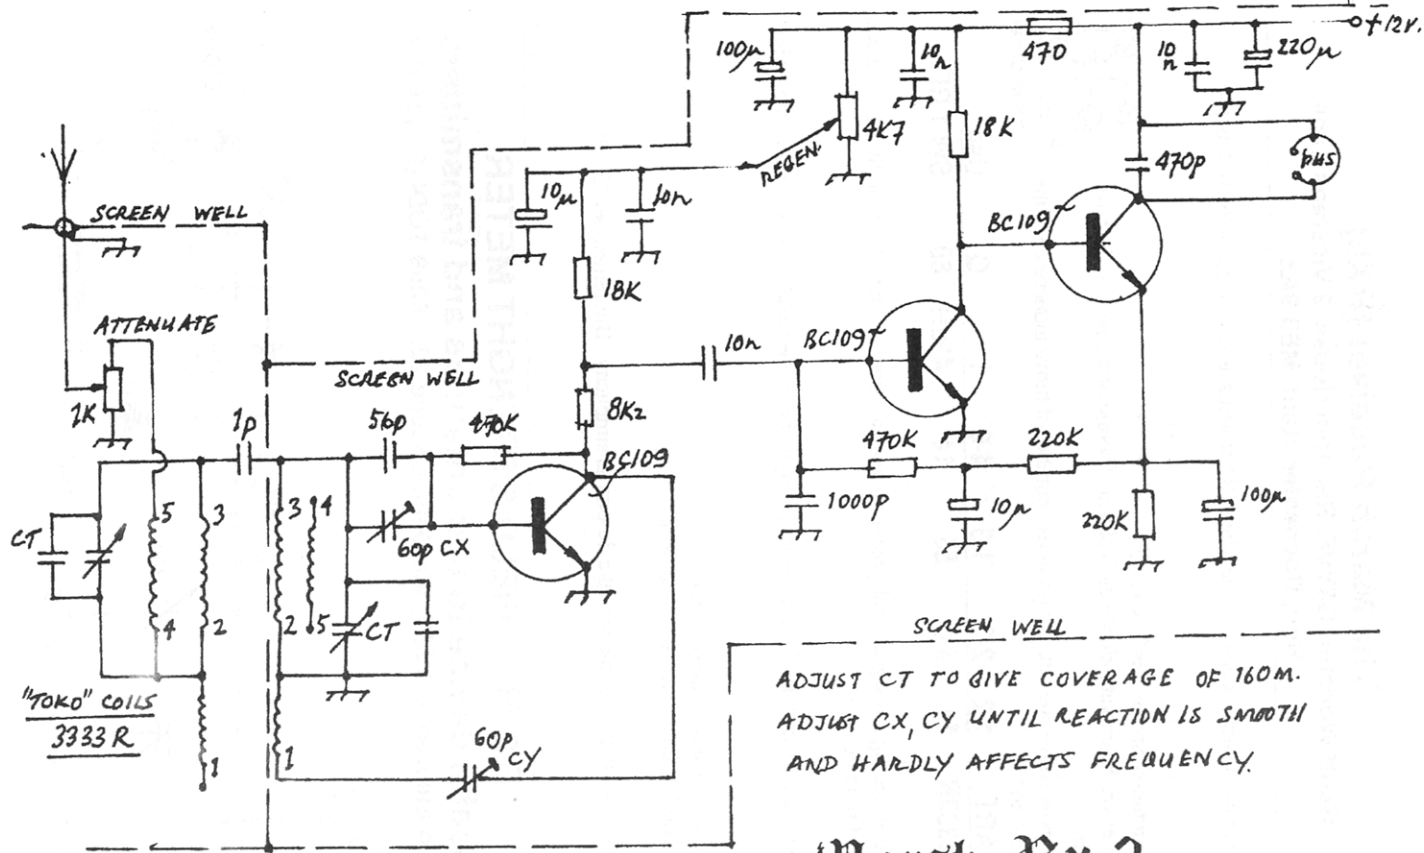 +12V.
100µ
10n
470
10n
220µ
4K7
18K
470p
REGEN.
PHS
10µ
10n
SCREEN WELL
BC109
18K
ATTENUATE
10n
BC109
SCREEN WELL
1K
1p
56p
470K
8K2
BC109
470K
220K
1000p
10µ
220K
100µ
CT
5
3
3
4
60p CX
4
2
2
5
CT
SCREEN WELL
"TOKO" COILS
3333R
1
1
60p
CY
ADJUST CT TO GIVE COVERAGE OF 160M.
ADJUST CX, CY UNTIL REACTION IS SMOOTH
AND HARDLY AFFECTS FREQUENCY.